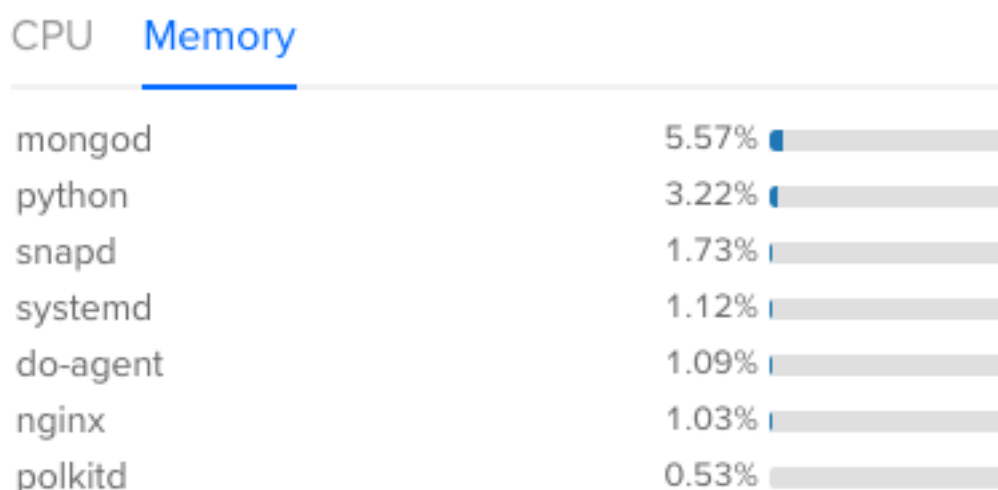 CPU Memory
mongod 5.57%
python 3.22%
snapd 1.73%
systemd 1.12%
do-agent 1.09%
nginx 1.03%
polkitd 0.53%